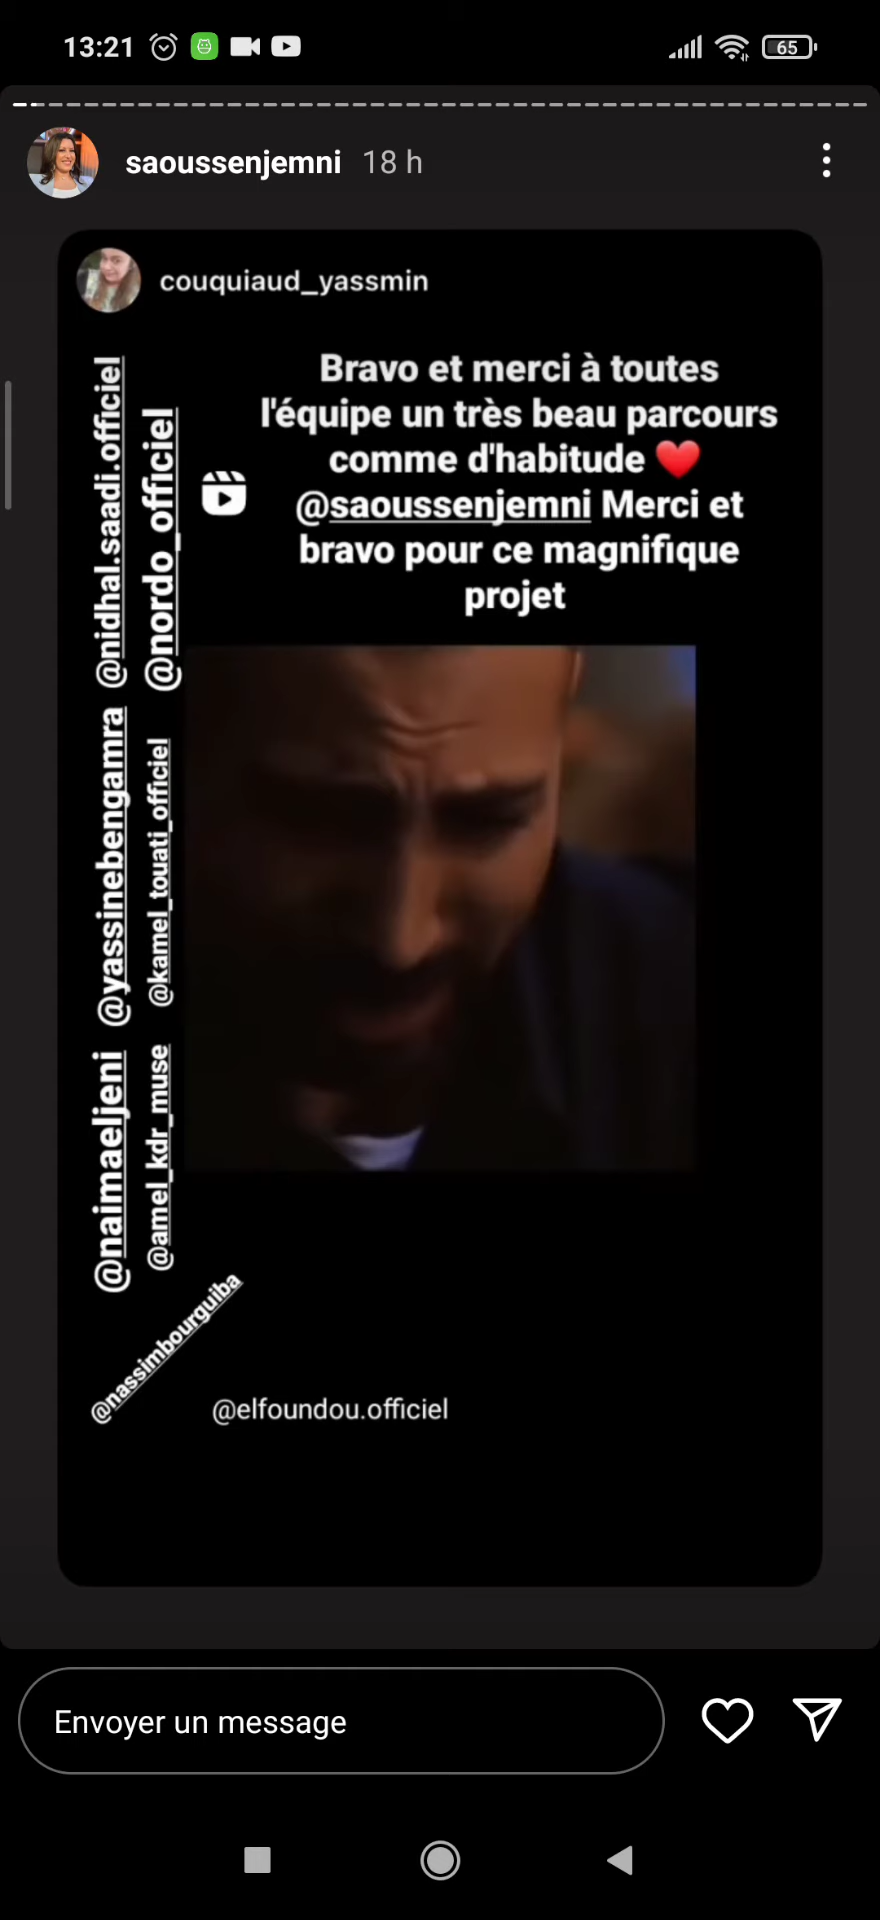 13:21
65
saoussenjemni 18 h
couquiaud_yassmin
Bravo et merci à toutes
l'équipe un très beau parcours
comme d'habitude ❤️
@saoussenjemni Merci et
bravo pour ce magnifique
projet
@nidhal.saadi.officiel
@nordo_officiel
@yassinebengamra
@kamel_touati_officiel
@naimaeljeni
@amel_kdr_muse
@nassimbourguiba
@elfoundou.officiel
Envoyer un message